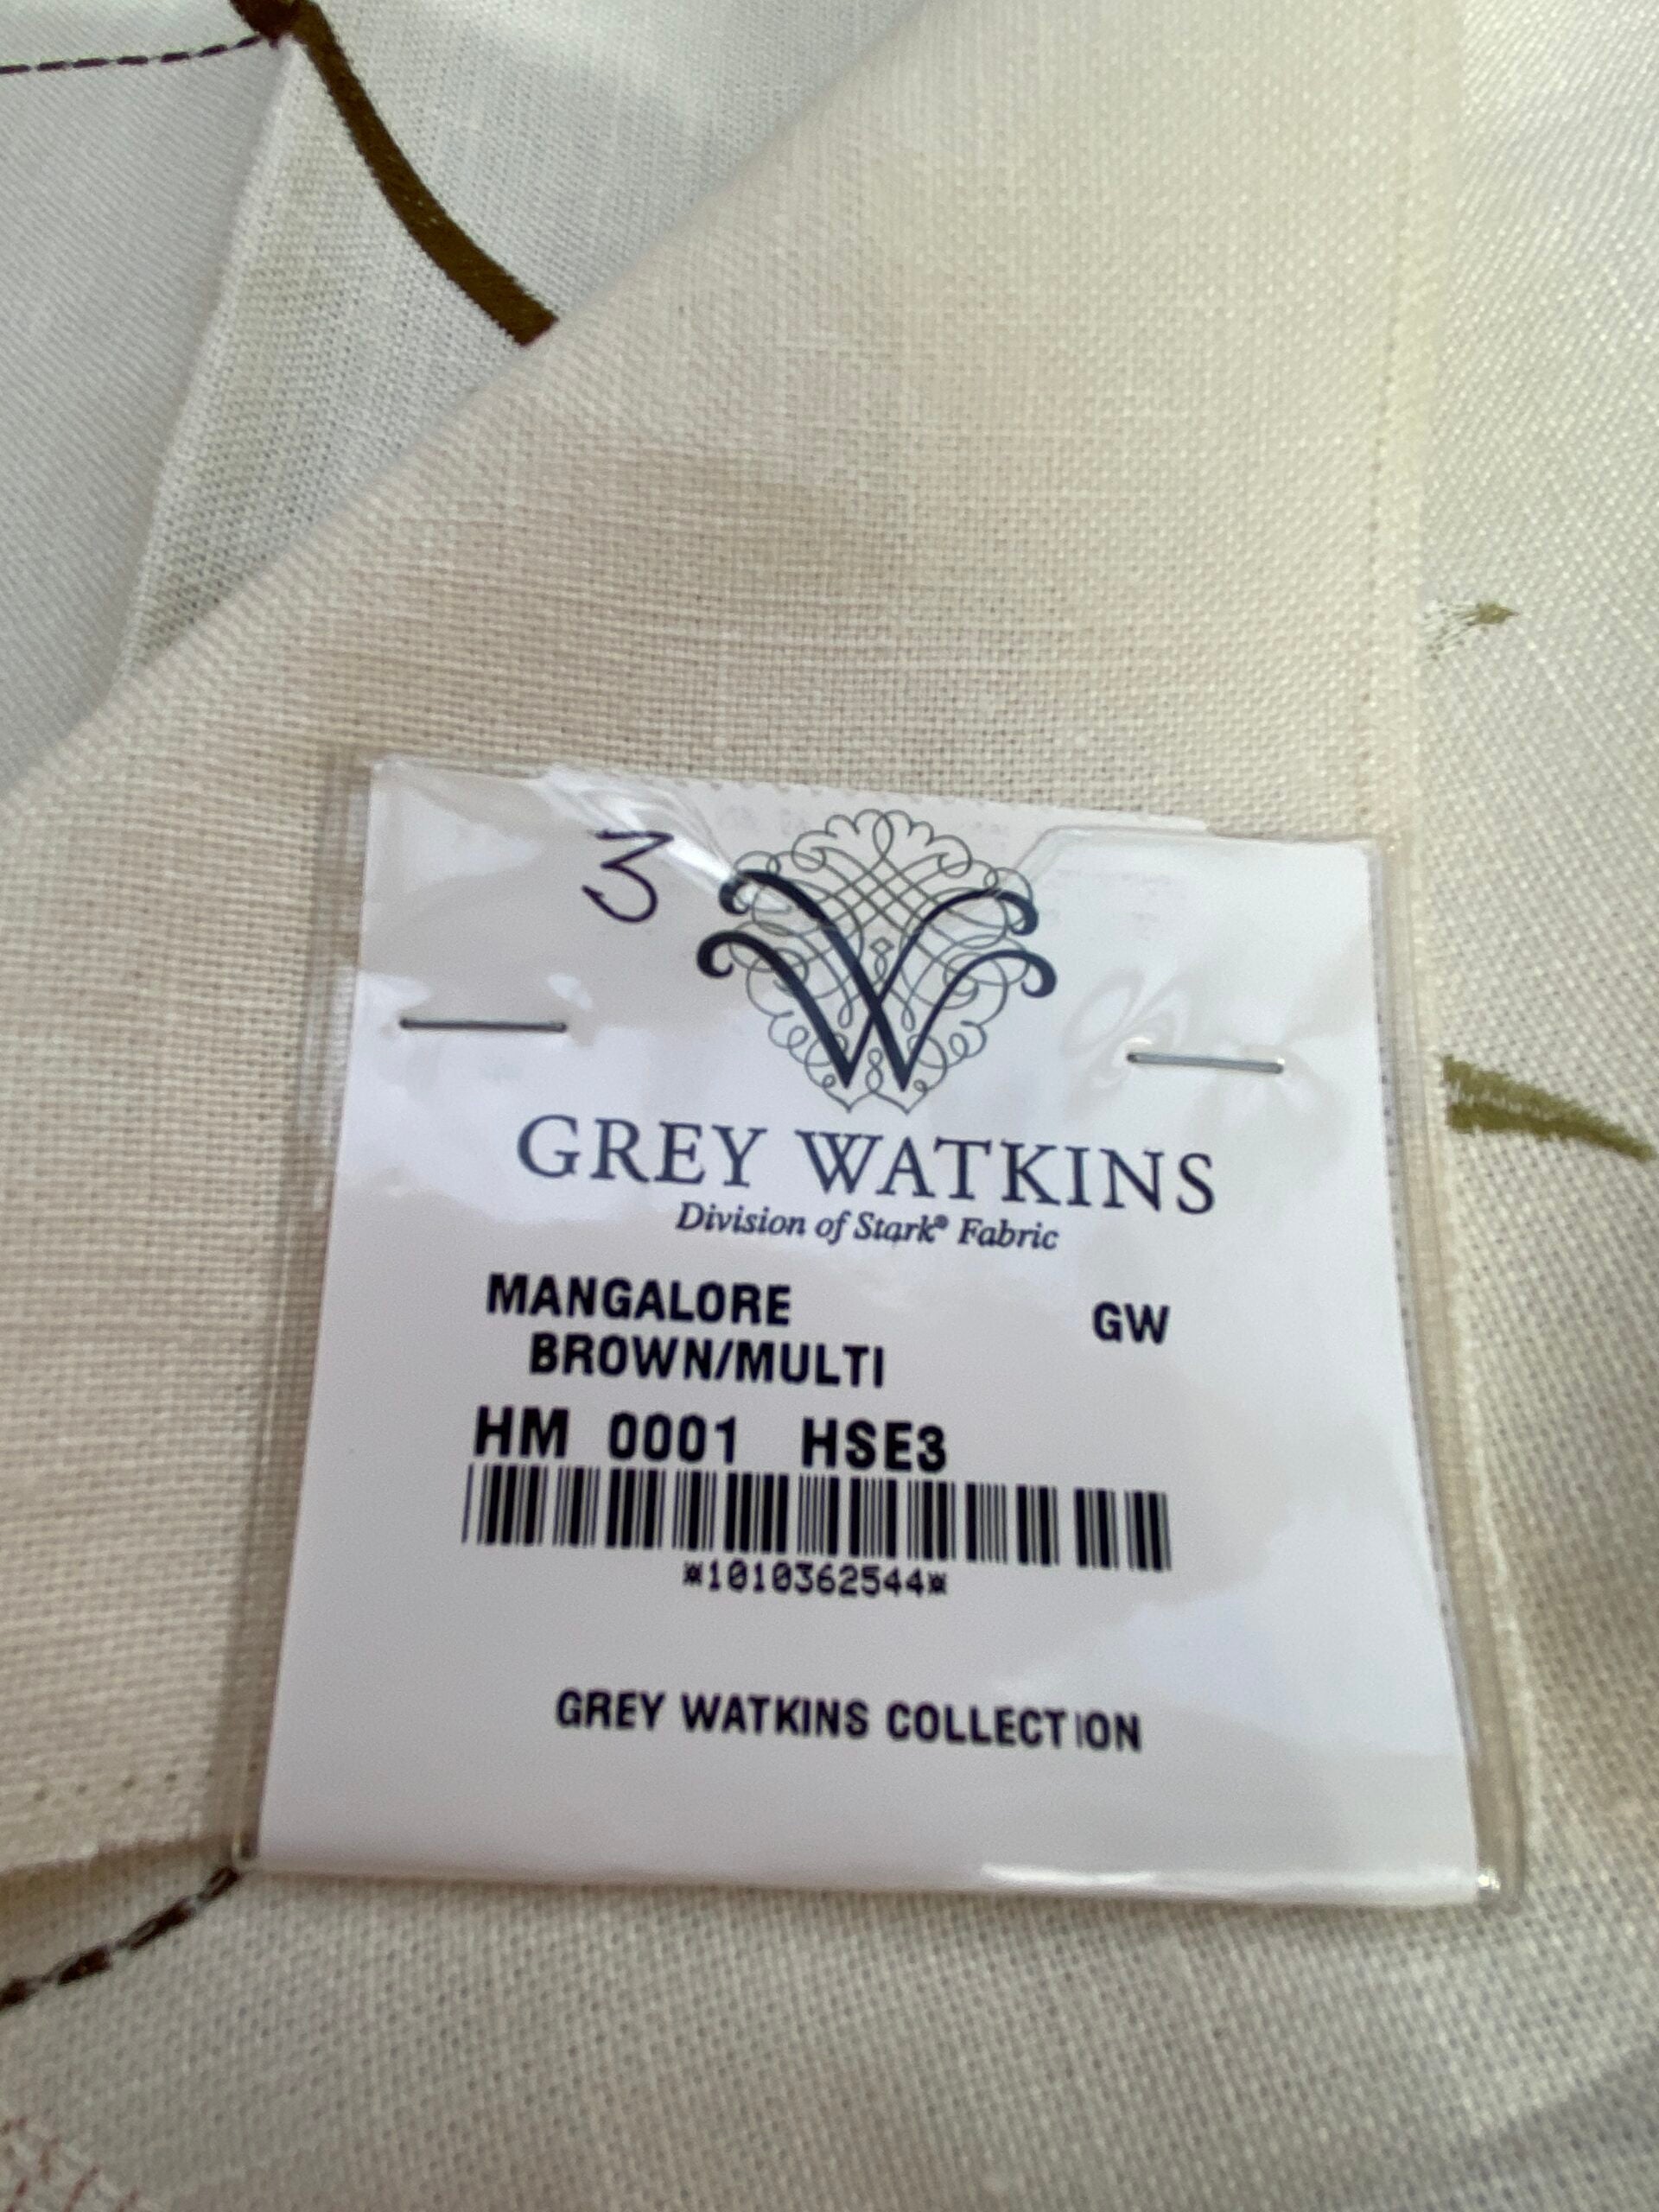 3
GREY WATKINS
Division of Stark® Fabric
MANGALORE GW
BROWN/MULTI
HM 0001 HSE3
*1010362544*
GREY WATKINS COLLECTION